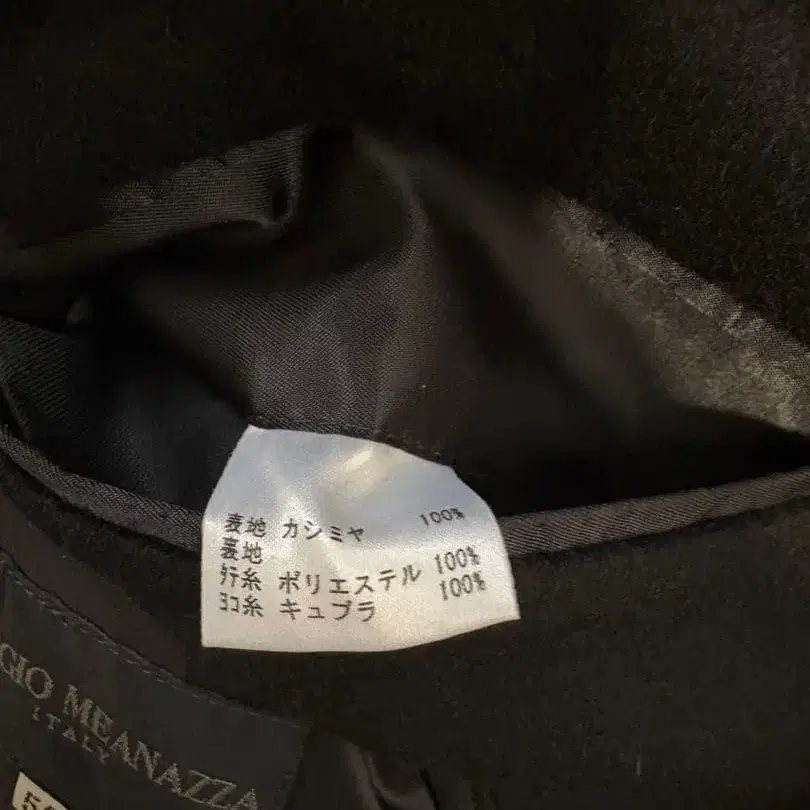 表地 カシミヤ 100%
表地
ﾀﾃ糸 ポリエステル 100%
ﾖｺ糸 キュプラ 100%
GIO MEANAZZA
ITALY